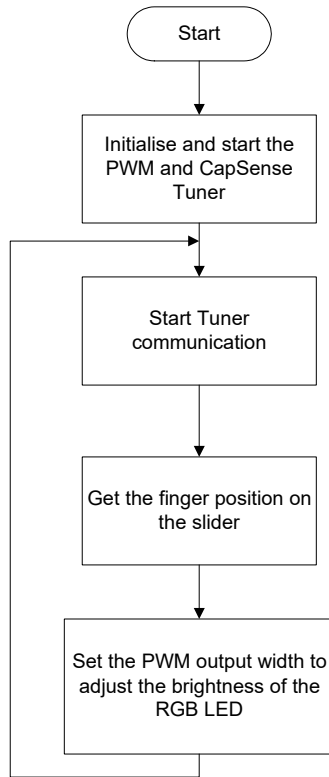 Start
Initialise and start the
PWM and CapSense
Tuner
Start Tuner
communication
Get the finger position on
the slider
Set the PWM output width to
adjust the brightness of the
RGB LED